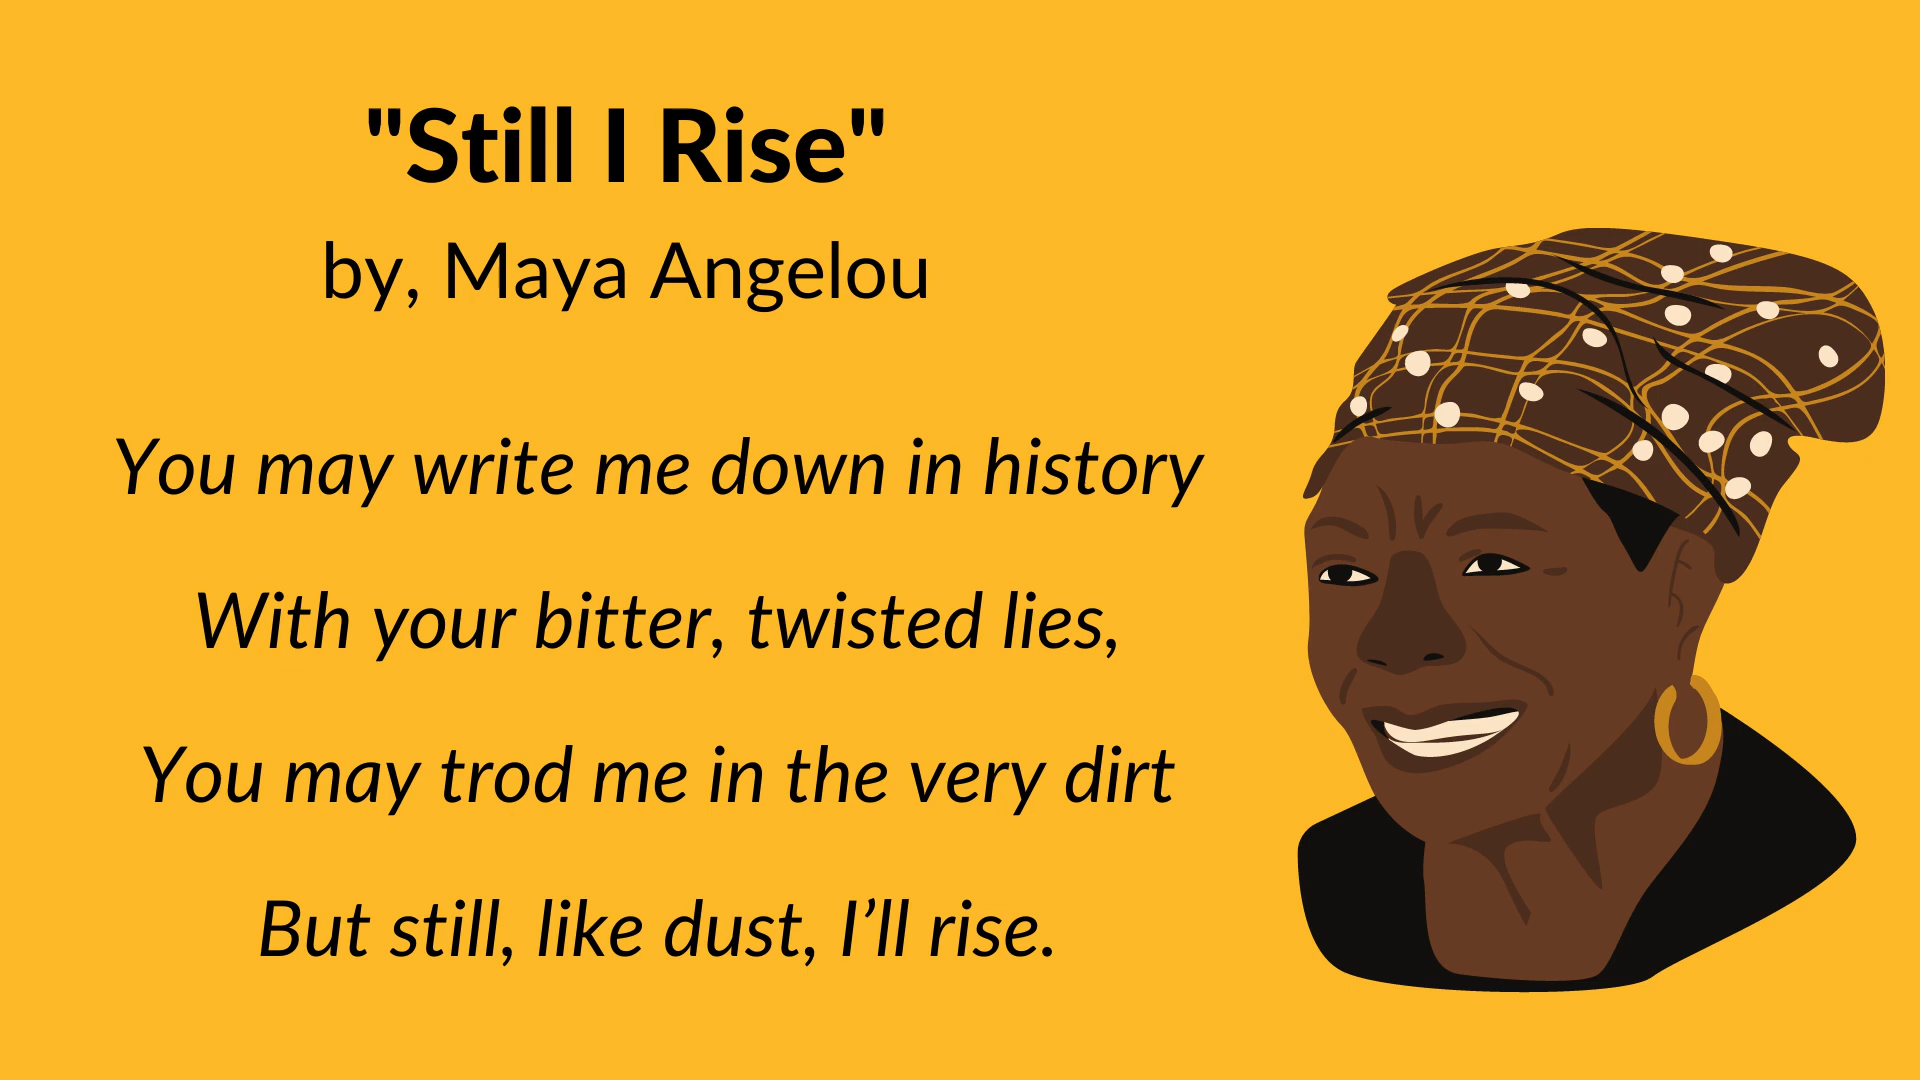 "Still I Rise"
by, Maya Angelou
You may write me down in history
With your bitter, twisted lies,
You may trod me in the very dirt
But still, like dust, I’ll rise.